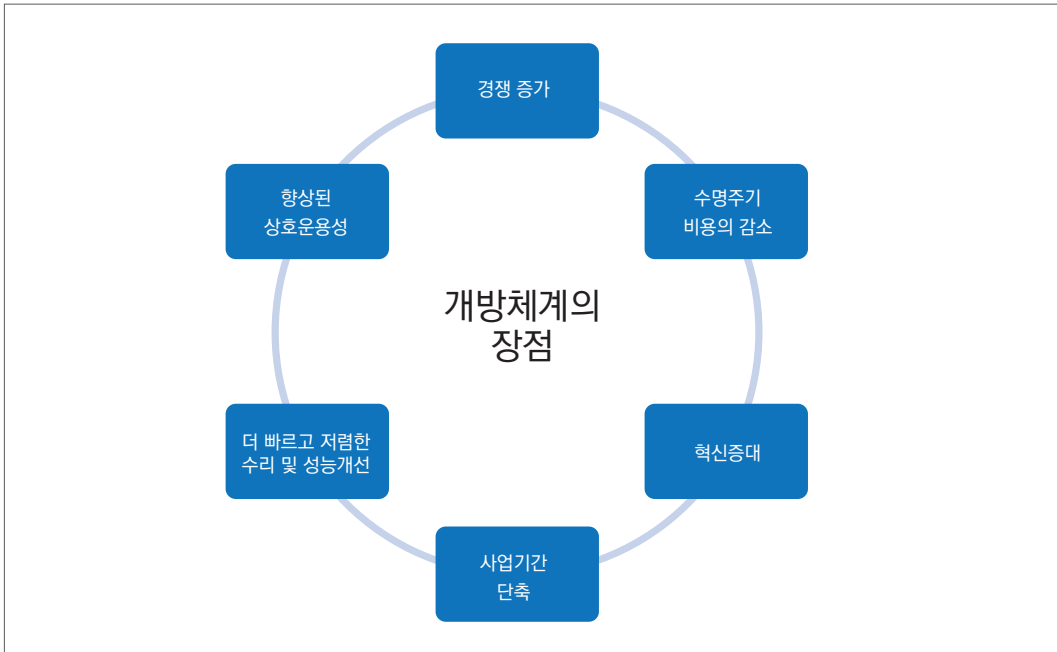 경쟁 증가
수명주기
비용의 감소
혁신증대
사업기간
단축
더 빠르고 저렴한
수리 및 성능개선
향상된
상호운용성
개방체계의
장점